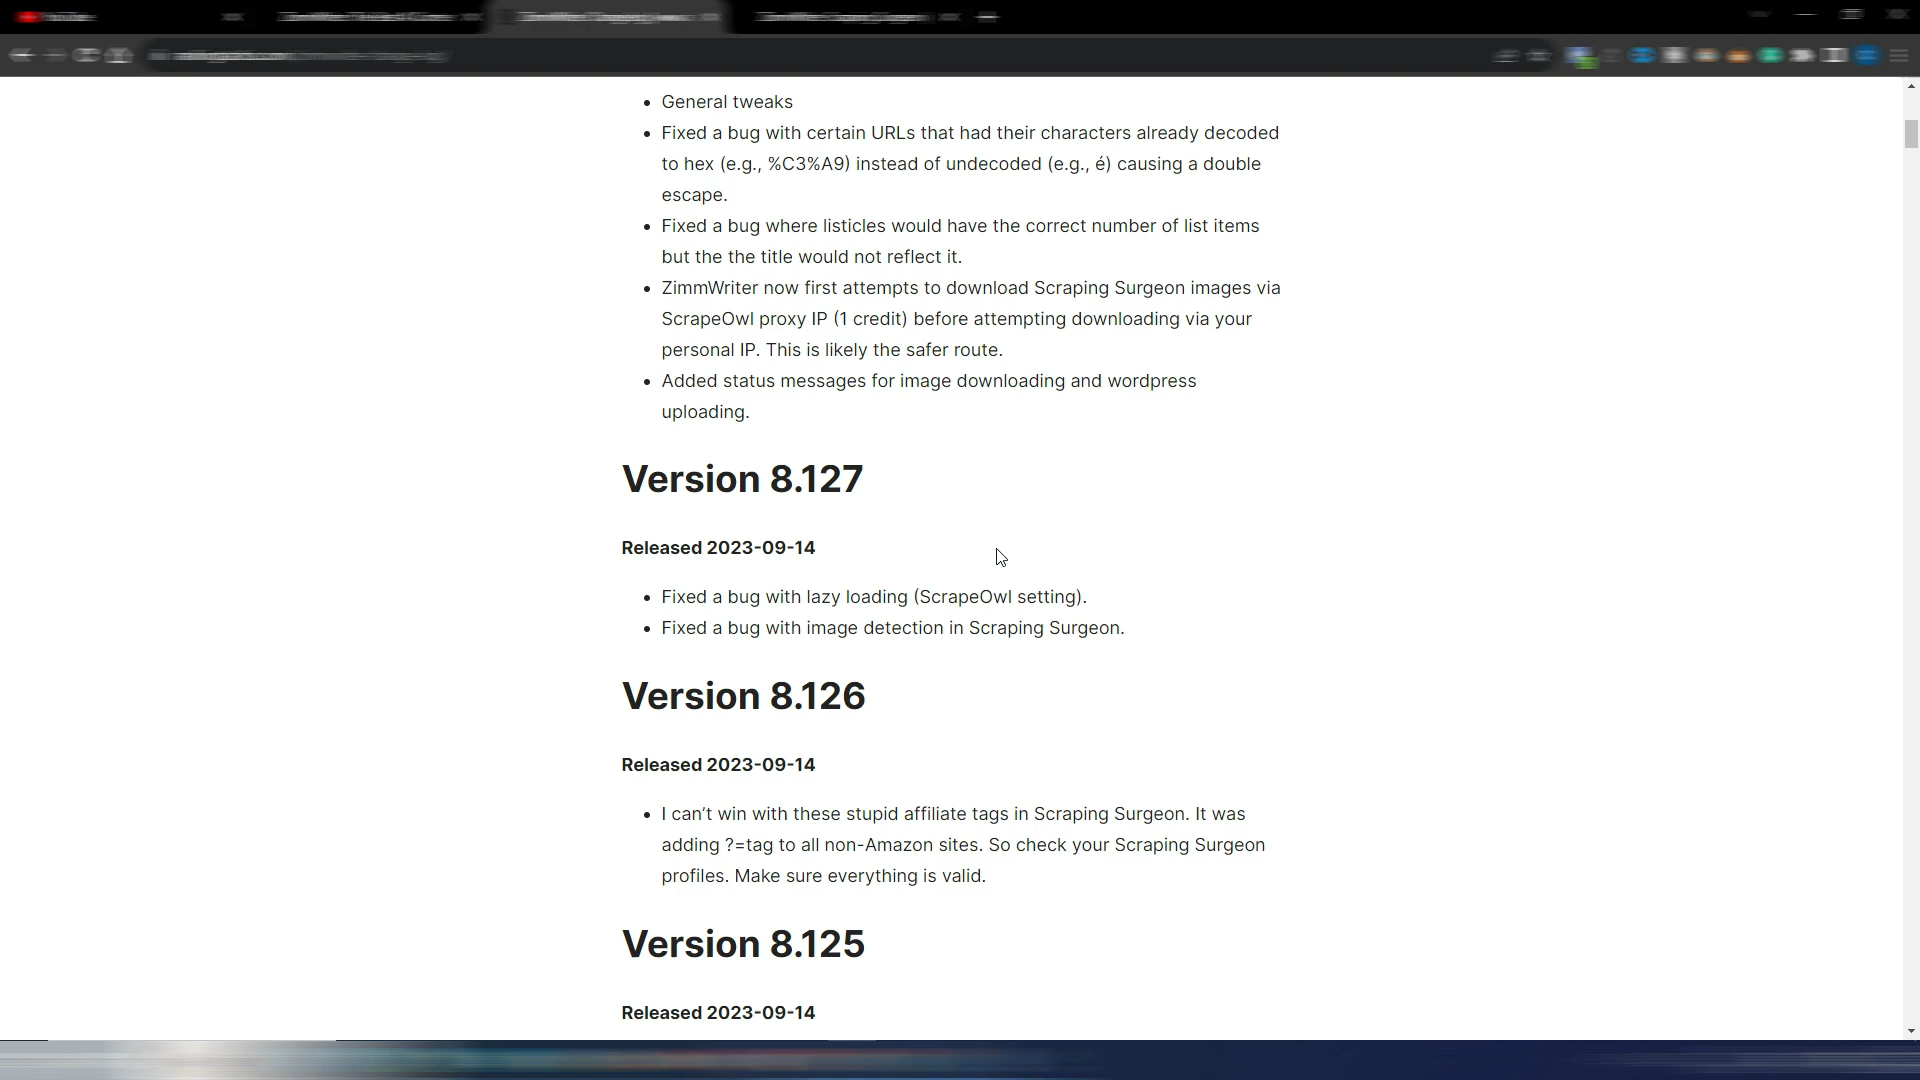 General tweaks
Fixed a bug with certain URLs that had their characters already decoded
to hex (e.g., %C3%A9) instead of undecoded (e.g., é) causing a double
escape.
Fixed a bug where listicles would have the correct number of list items
but the the title would not reflect it.
ZimmWriter now first attempts to download Scraping Surgeon images via
ScrapeOwl proxy IP (1 credit) before attempting downloading via your
personal IP. This is likely the safer route.
Added status messages for image downloading and wordpress
uploading.
Version 8.127
Released 2023-09-14
Fixed a bug with lazy loading (ScrapeOwl setting).
Fixed a bug with image detection in Scraping Surgeon.
Version 8.126
Released 2023-09-14
I can’t win with these stupid affiliate tags in Scraping Surgeon. It was
adding ?=tag to all non-Amazon sites. So check your Scraping Surgeon
profiles. Make sure everything is valid.
Version 8.125
Released 2023-09-14